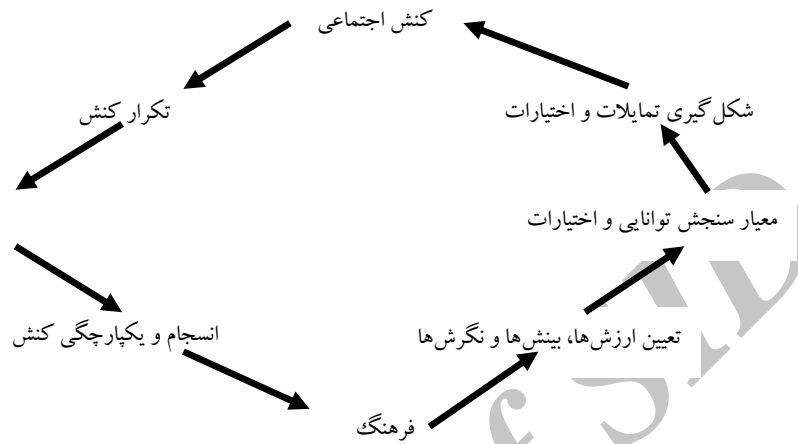 کنش اجتماعی
تکرار کنش
شکل‌گیری تمایلات و اختیارات
معیار سنجش توانایی و اختیارات
انسجام و یکپارچگی کنش
تعیین ارزش‌ها، بینش‌ها و نگرش‌ها
فرهنگ